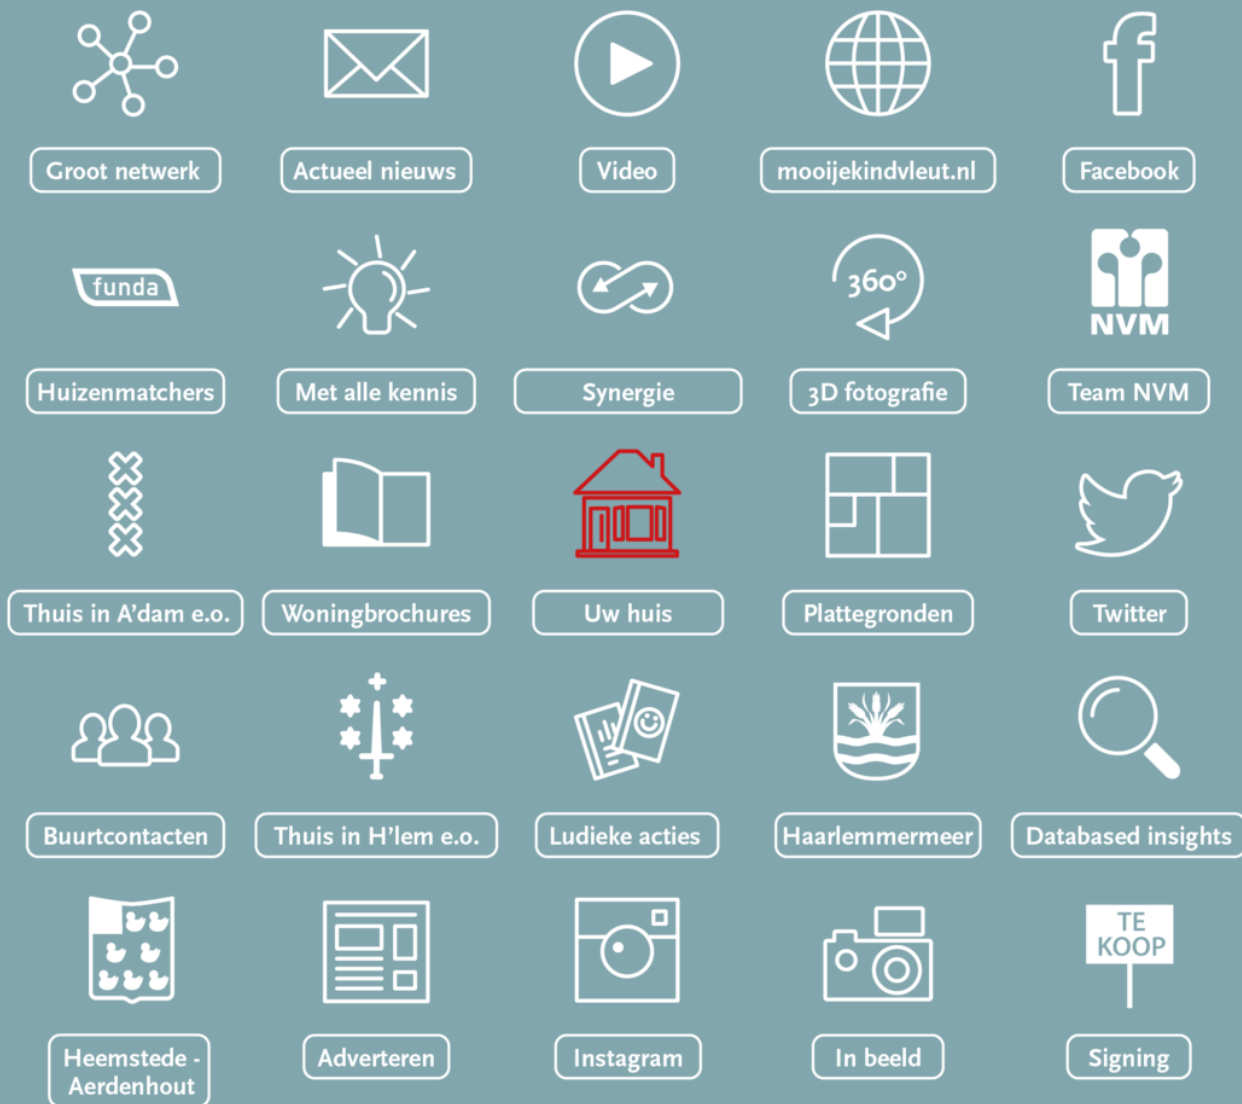 Groot netwerk
Actueel nieuws
Video
mooijekindvleut.nl
Facebook
funda
360°
NVM
Huizenmatchers
Met alle kennis
Synergie
3D fotografie
Team NVM
Thuis in A'dam e.o.
Woningbrochures
Uw huis
Plattegronden
Twitter
Buurtcontacten
Thuis in H'lem e.o.
Ludieke acties
Haarlemmermeer
Databased insights
TE
KOOP
Heemstede -
Aerdenhout
Adverteren
Instagram
In beeld
Signing